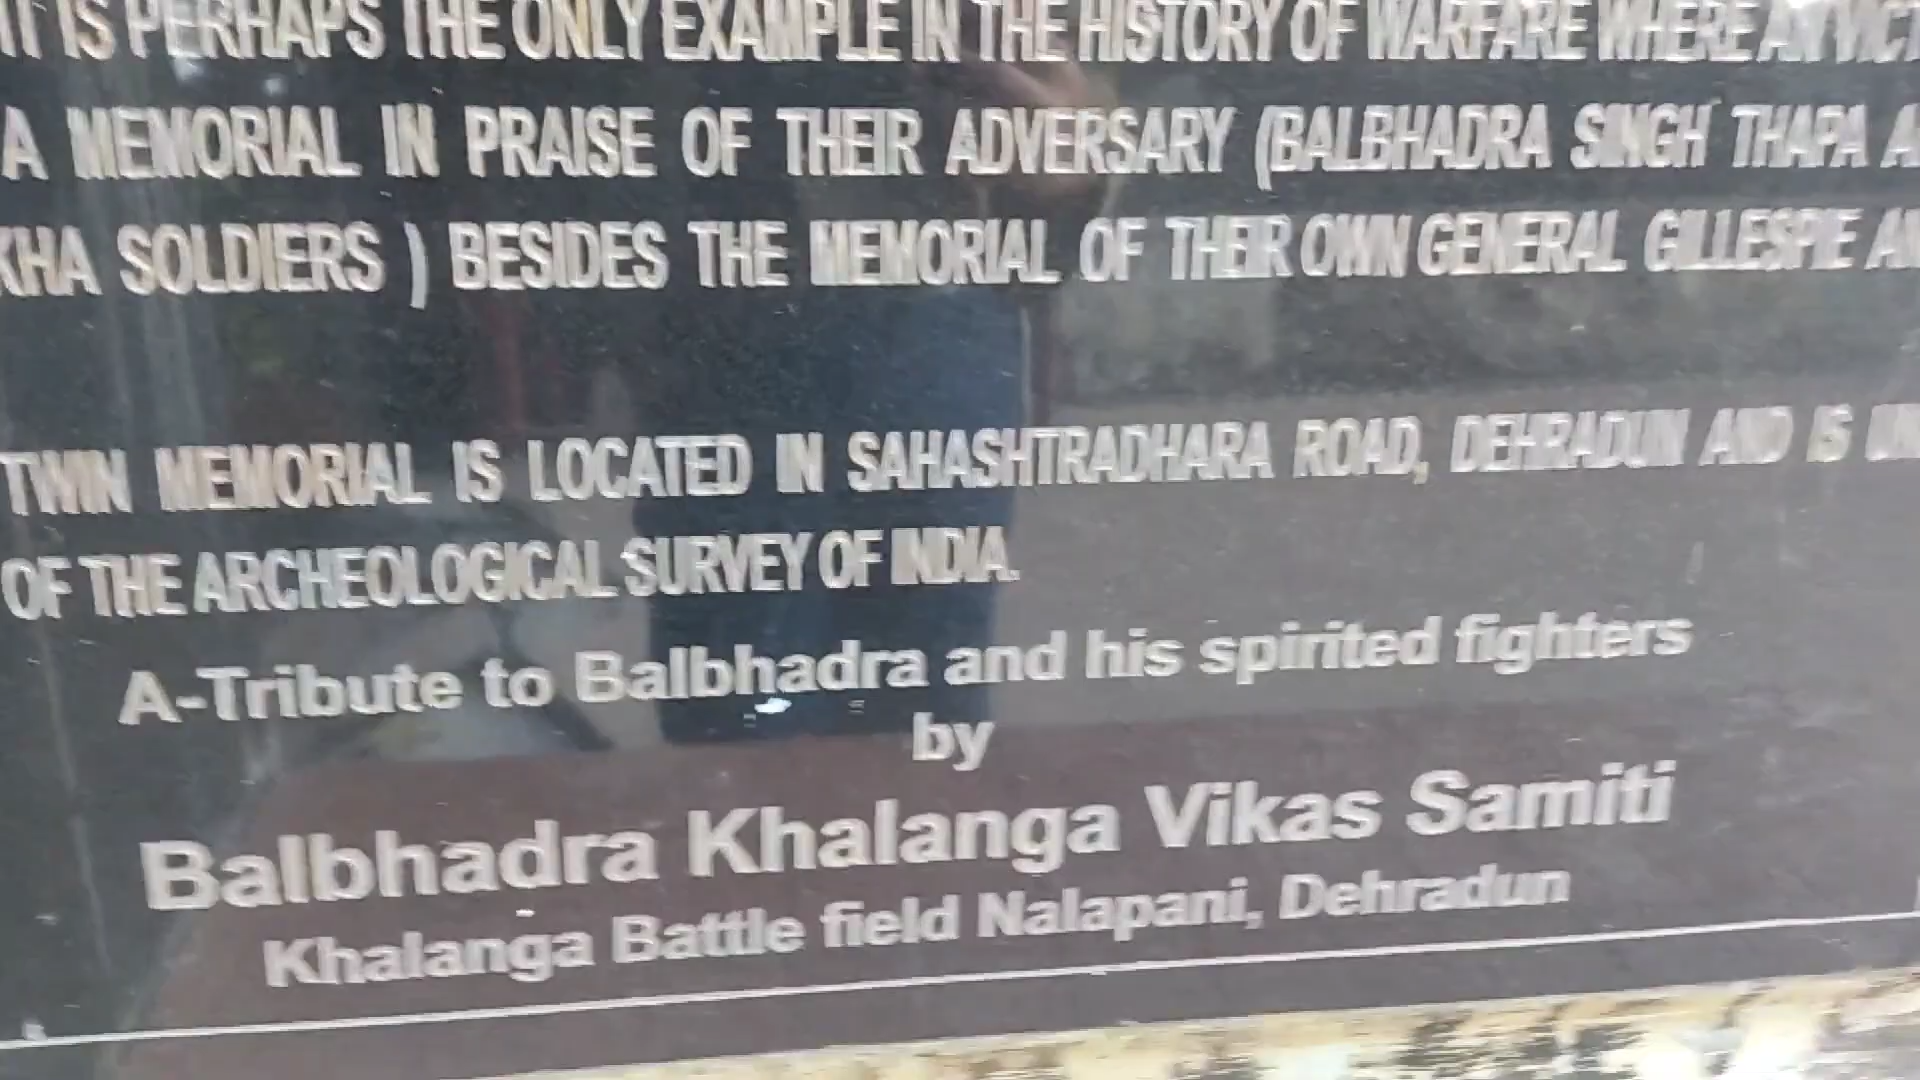 IT IS PERHAPS THE ONLY EXAMPLE IN THE HISTORY OF WARFARE WHERE AN
A MEMORIAL IN PRAISE OF THEIR ADVERSARY (BALBHADRA SINGH THAPA
KHA SOLDIERS ) BESIDES THE MEMORIAL OF THEIR OWN GENERAL GILLESPIE
TWIN MEMORIAL IS LOCATED IN SAHASHTRADHARA ROAD, DEHRADUN AND IS
OF THE ARCHEOLOGICAL SURVEY OF INDIA.
A-Tribute to Balbhadra and his spirited fighters
by
Balbhadra Khalanga Vikas Samiti
Khalanga Battle field Nalapani, Dehradun